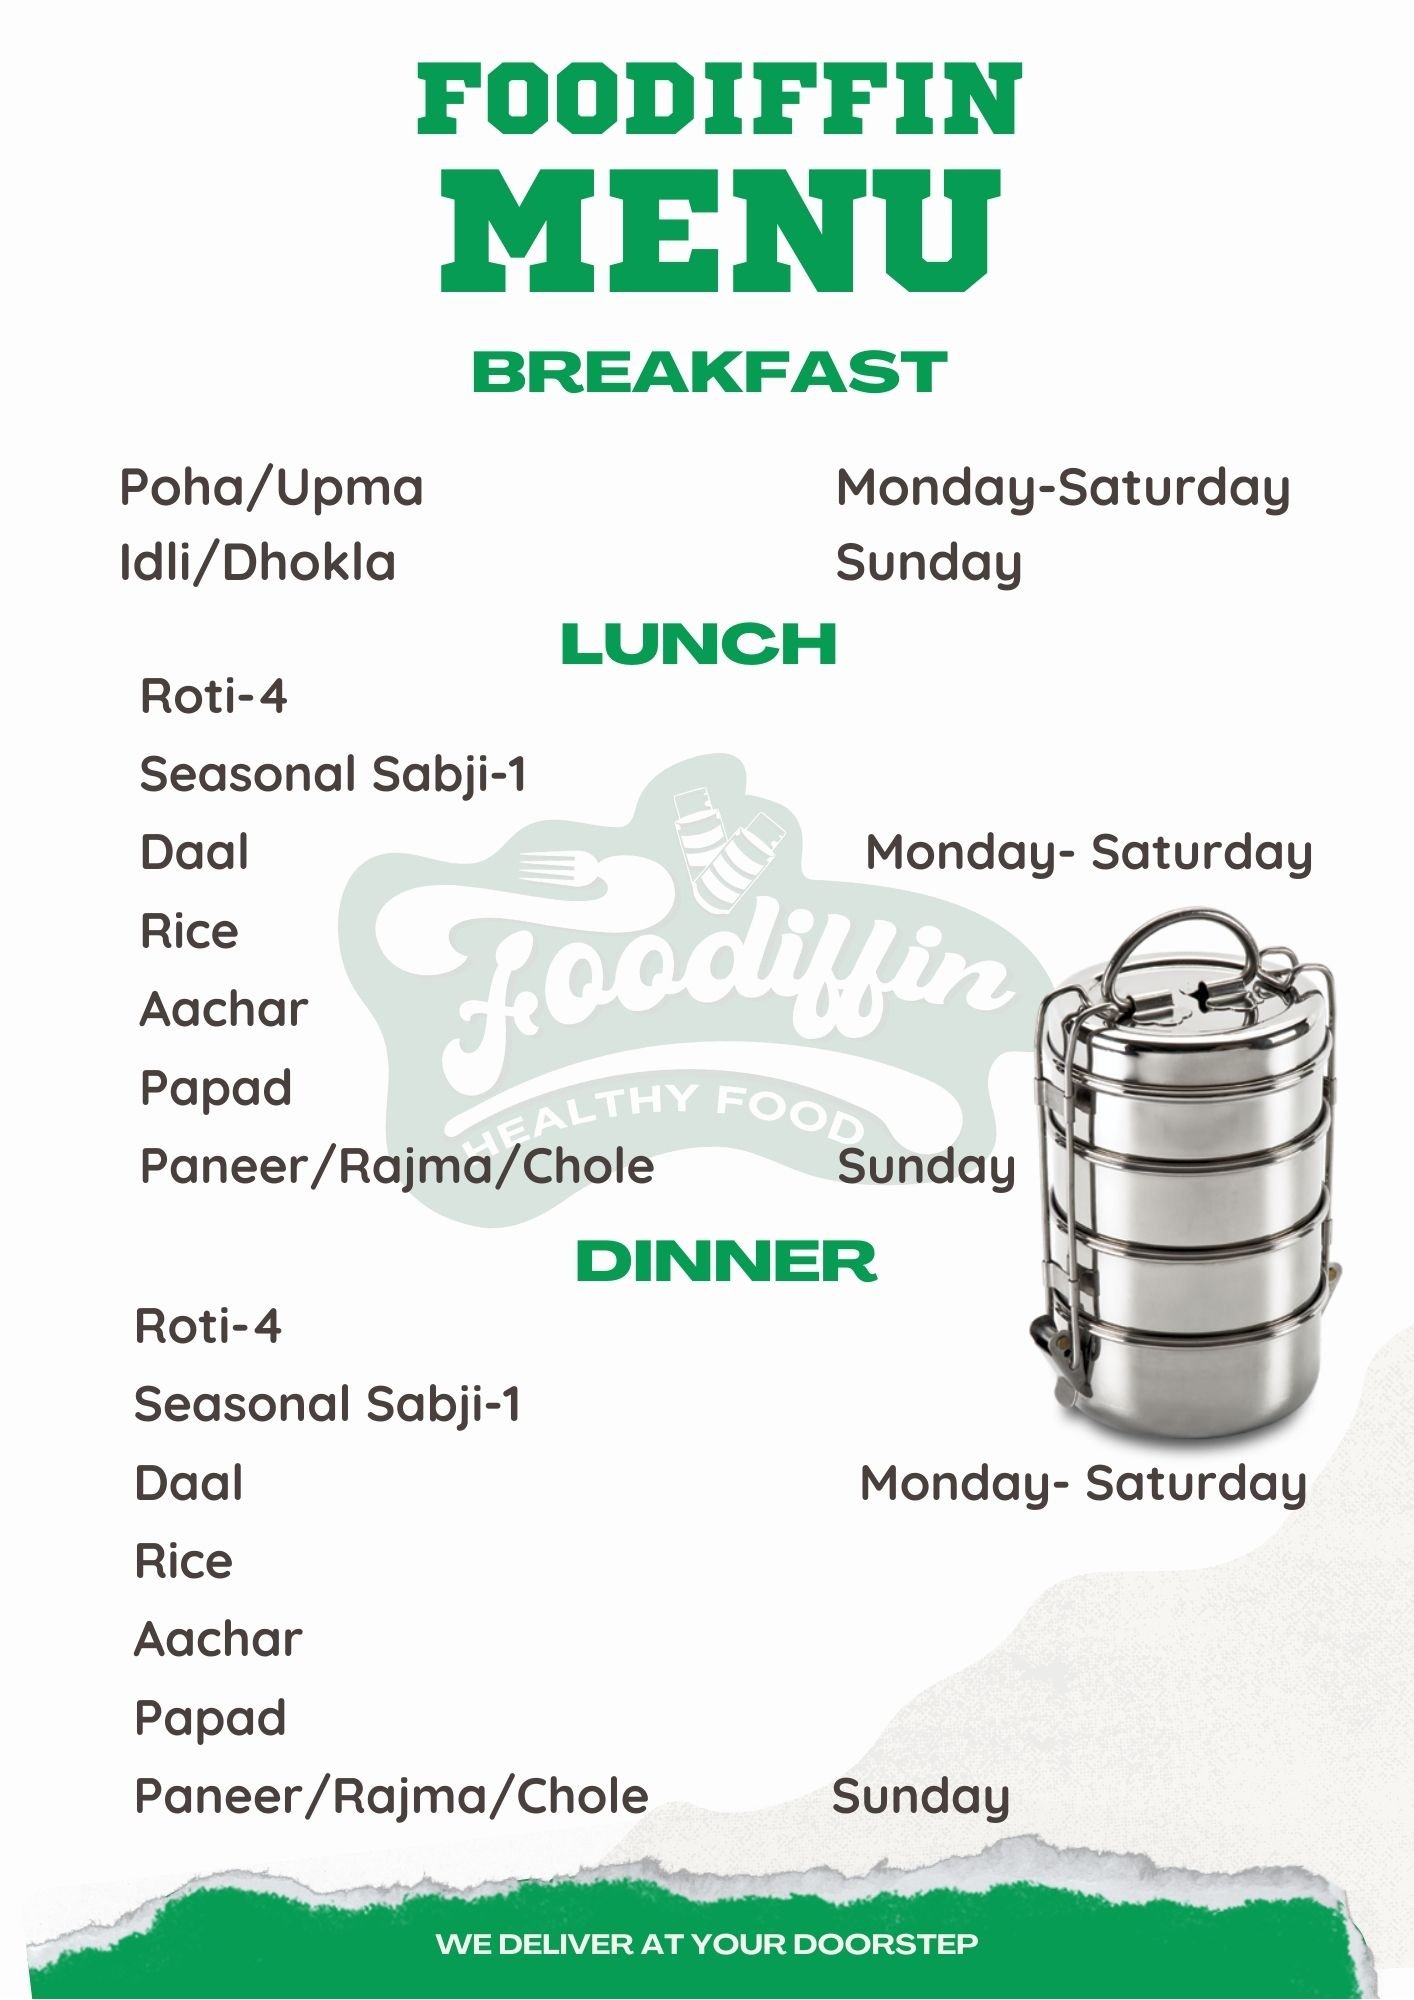 FOODIFFIN
MENU
BREAKFAST
Poha/Upma Monday-Saturday
Idli/Dhokla Sunday
LUNCH
Roti-4
Seasonal Sabji-1
Daal Monday- Saturday
Rice
Foodiffin
Aachar
Papad
HEALTHY FOOD
Paneer/Rajma/Chole Sunday
DINNER
Roti-4
Seasonal Sabji-1
Daal Monday- Saturday
Rice
Aachar
Papad
Paneer/Rajma/Chole Sunday
WE DELIVER AT YOUR DOORSTEP